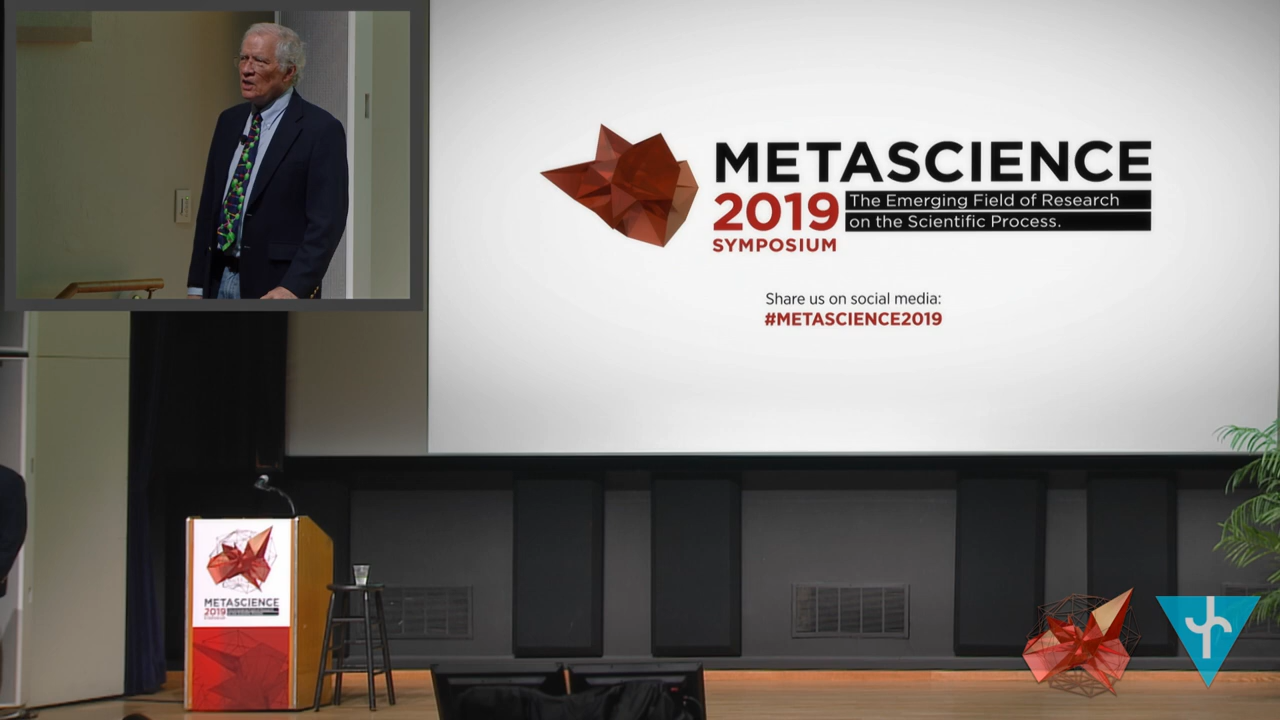 METASCIENCE
2019 The Emerging Field of Research
on the Scientific Process.
SYMPOSIUM
Share us on social media:
#METASCIENCE2019
METASCIENCE
2019
SYMPOSIUM